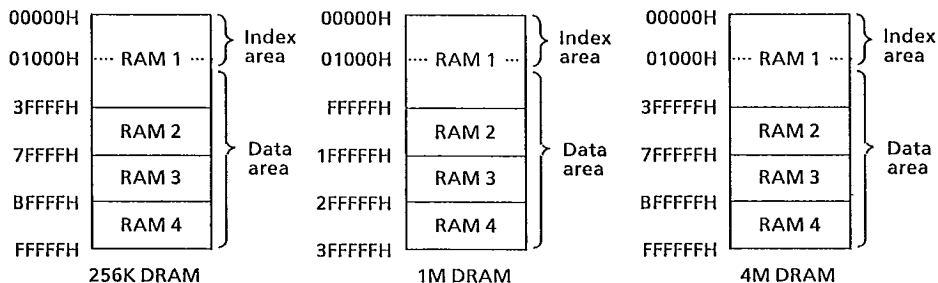 00000H
01000H
3FFFFH
7FFFFH
BFFFFH
FFFFFH
RAM 1
RAM 2
RAM 3
RAM 4
Index
area
Data
area
256K DRAM
00000H
01000H
FFFFFH
1FFFFFH
2FFFFFH
3FFFFFH
RAM 1
RAM 2
RAM 3
RAM 4
Index
area
Data
area
1M DRAM
00000H
01000H
3FFFFFH
7FFFFFH
BFFFFFH
FFFFFFH
RAM 1
RAM 2
RAM 3
RAM 4
Index
area
Data
area
4M DRAM